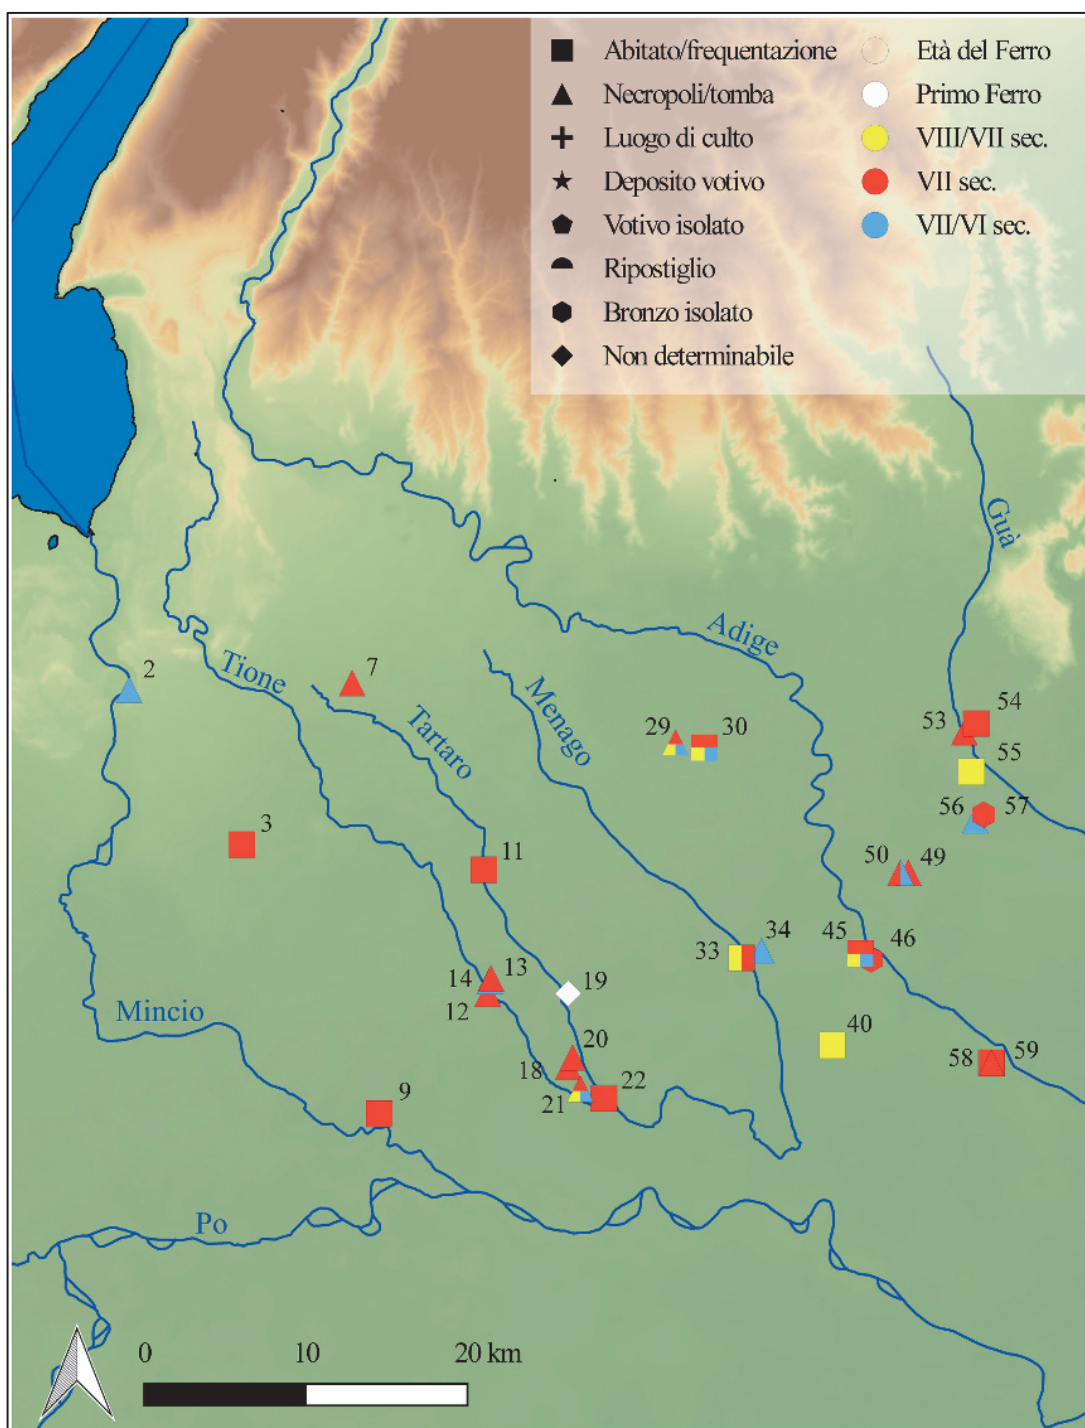 Abitato/frequentazione
Necropoli/tomba
Luogo di culto
Deposito votivo
Votivo isolato
Ripostiglio
Bronzo isolato
Non determinabile
Età del Ferro
Primo Ferro
VIII/VII sec.
VII sec.
VII/VI sec.
Guà
Adige
2
Tione
7
Tartaro
Menago
29
30
53
54
55
56
57
3
11
50
49
33
34
45
46
14
13
12
19
Mincio
40
20
18
58
59
9
21
22
Po
0
10
20 km